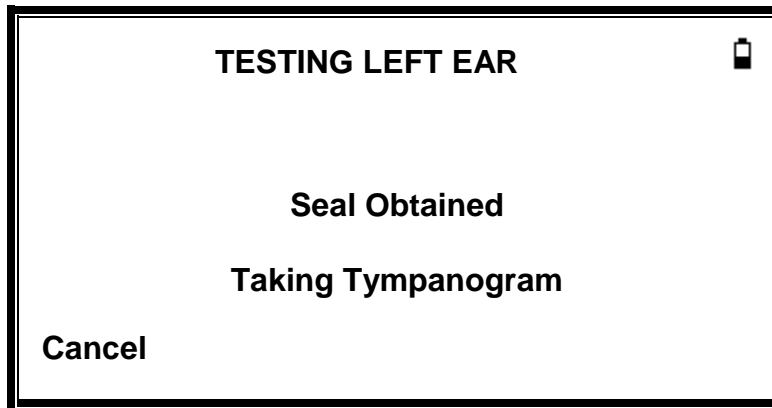 TESTING LEFT EAR
Seal Obtained
Taking Tympanogram
Cancel